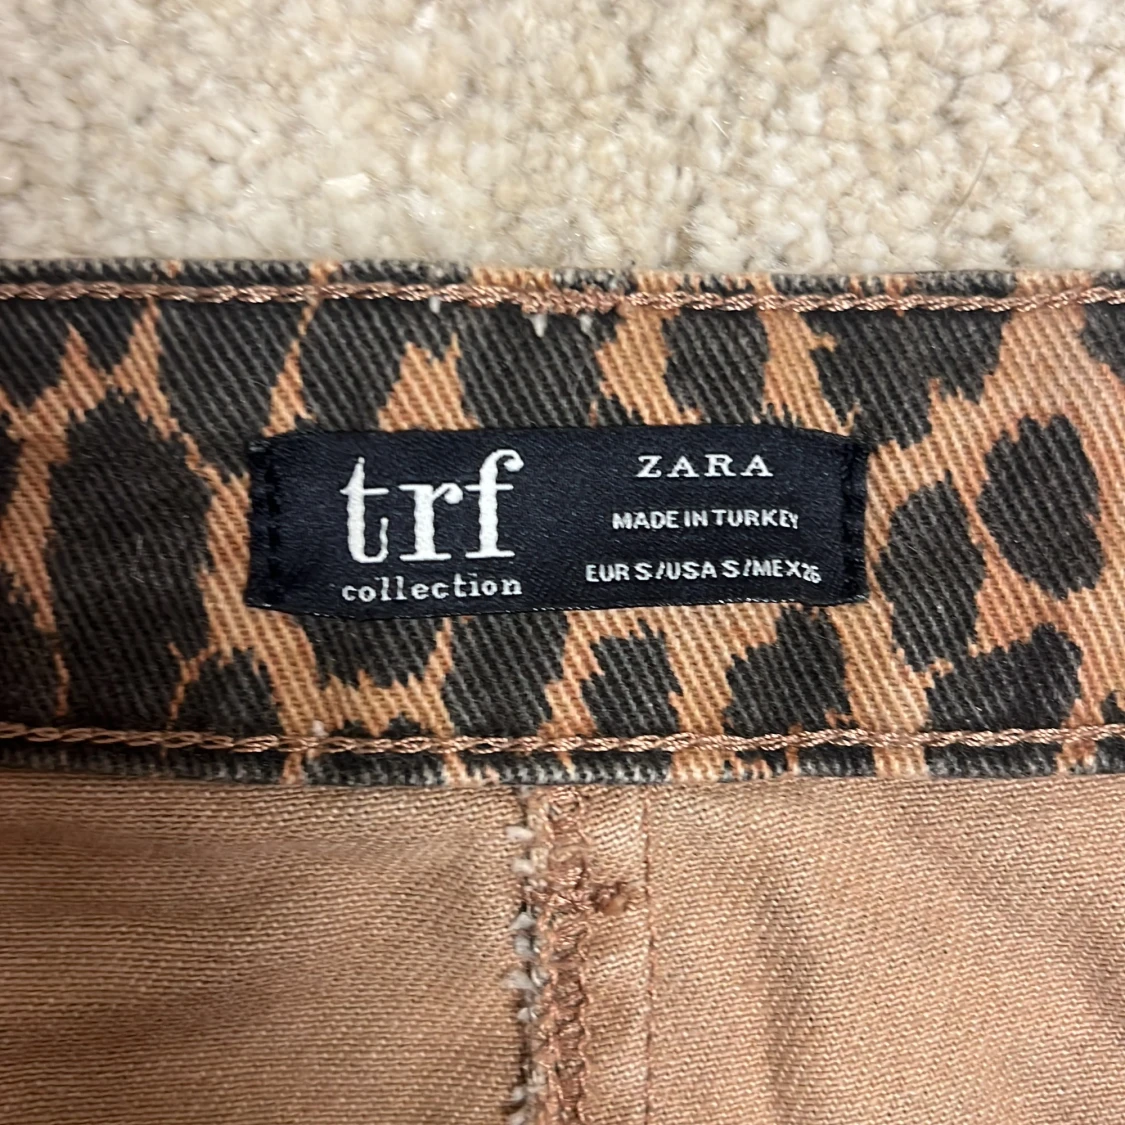 trf
collection
ZARA
MADE IN TURKEY
EUR S/USA S/MEX26